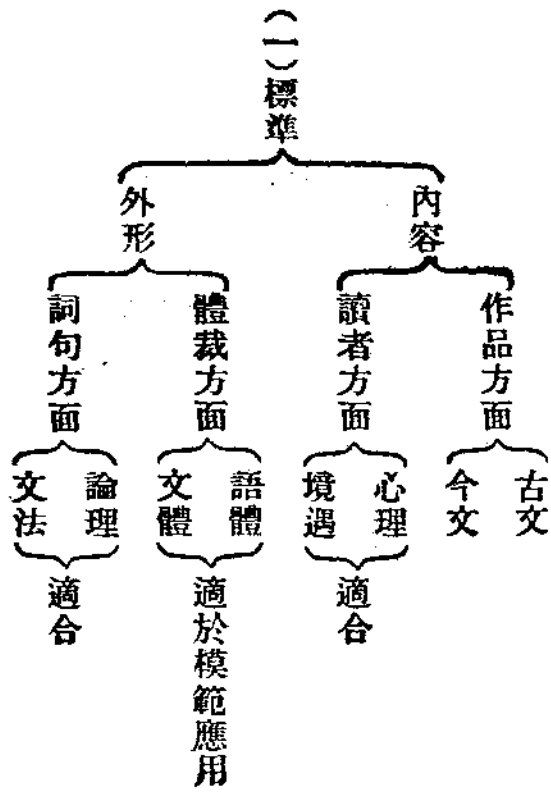 （一）標準
內容
作品方面
古文
今文
讀者方面
心理
境遇
適合
外形
體裁方面
語體
文體
適於模範應用
詞句方面
論理
文法
適合